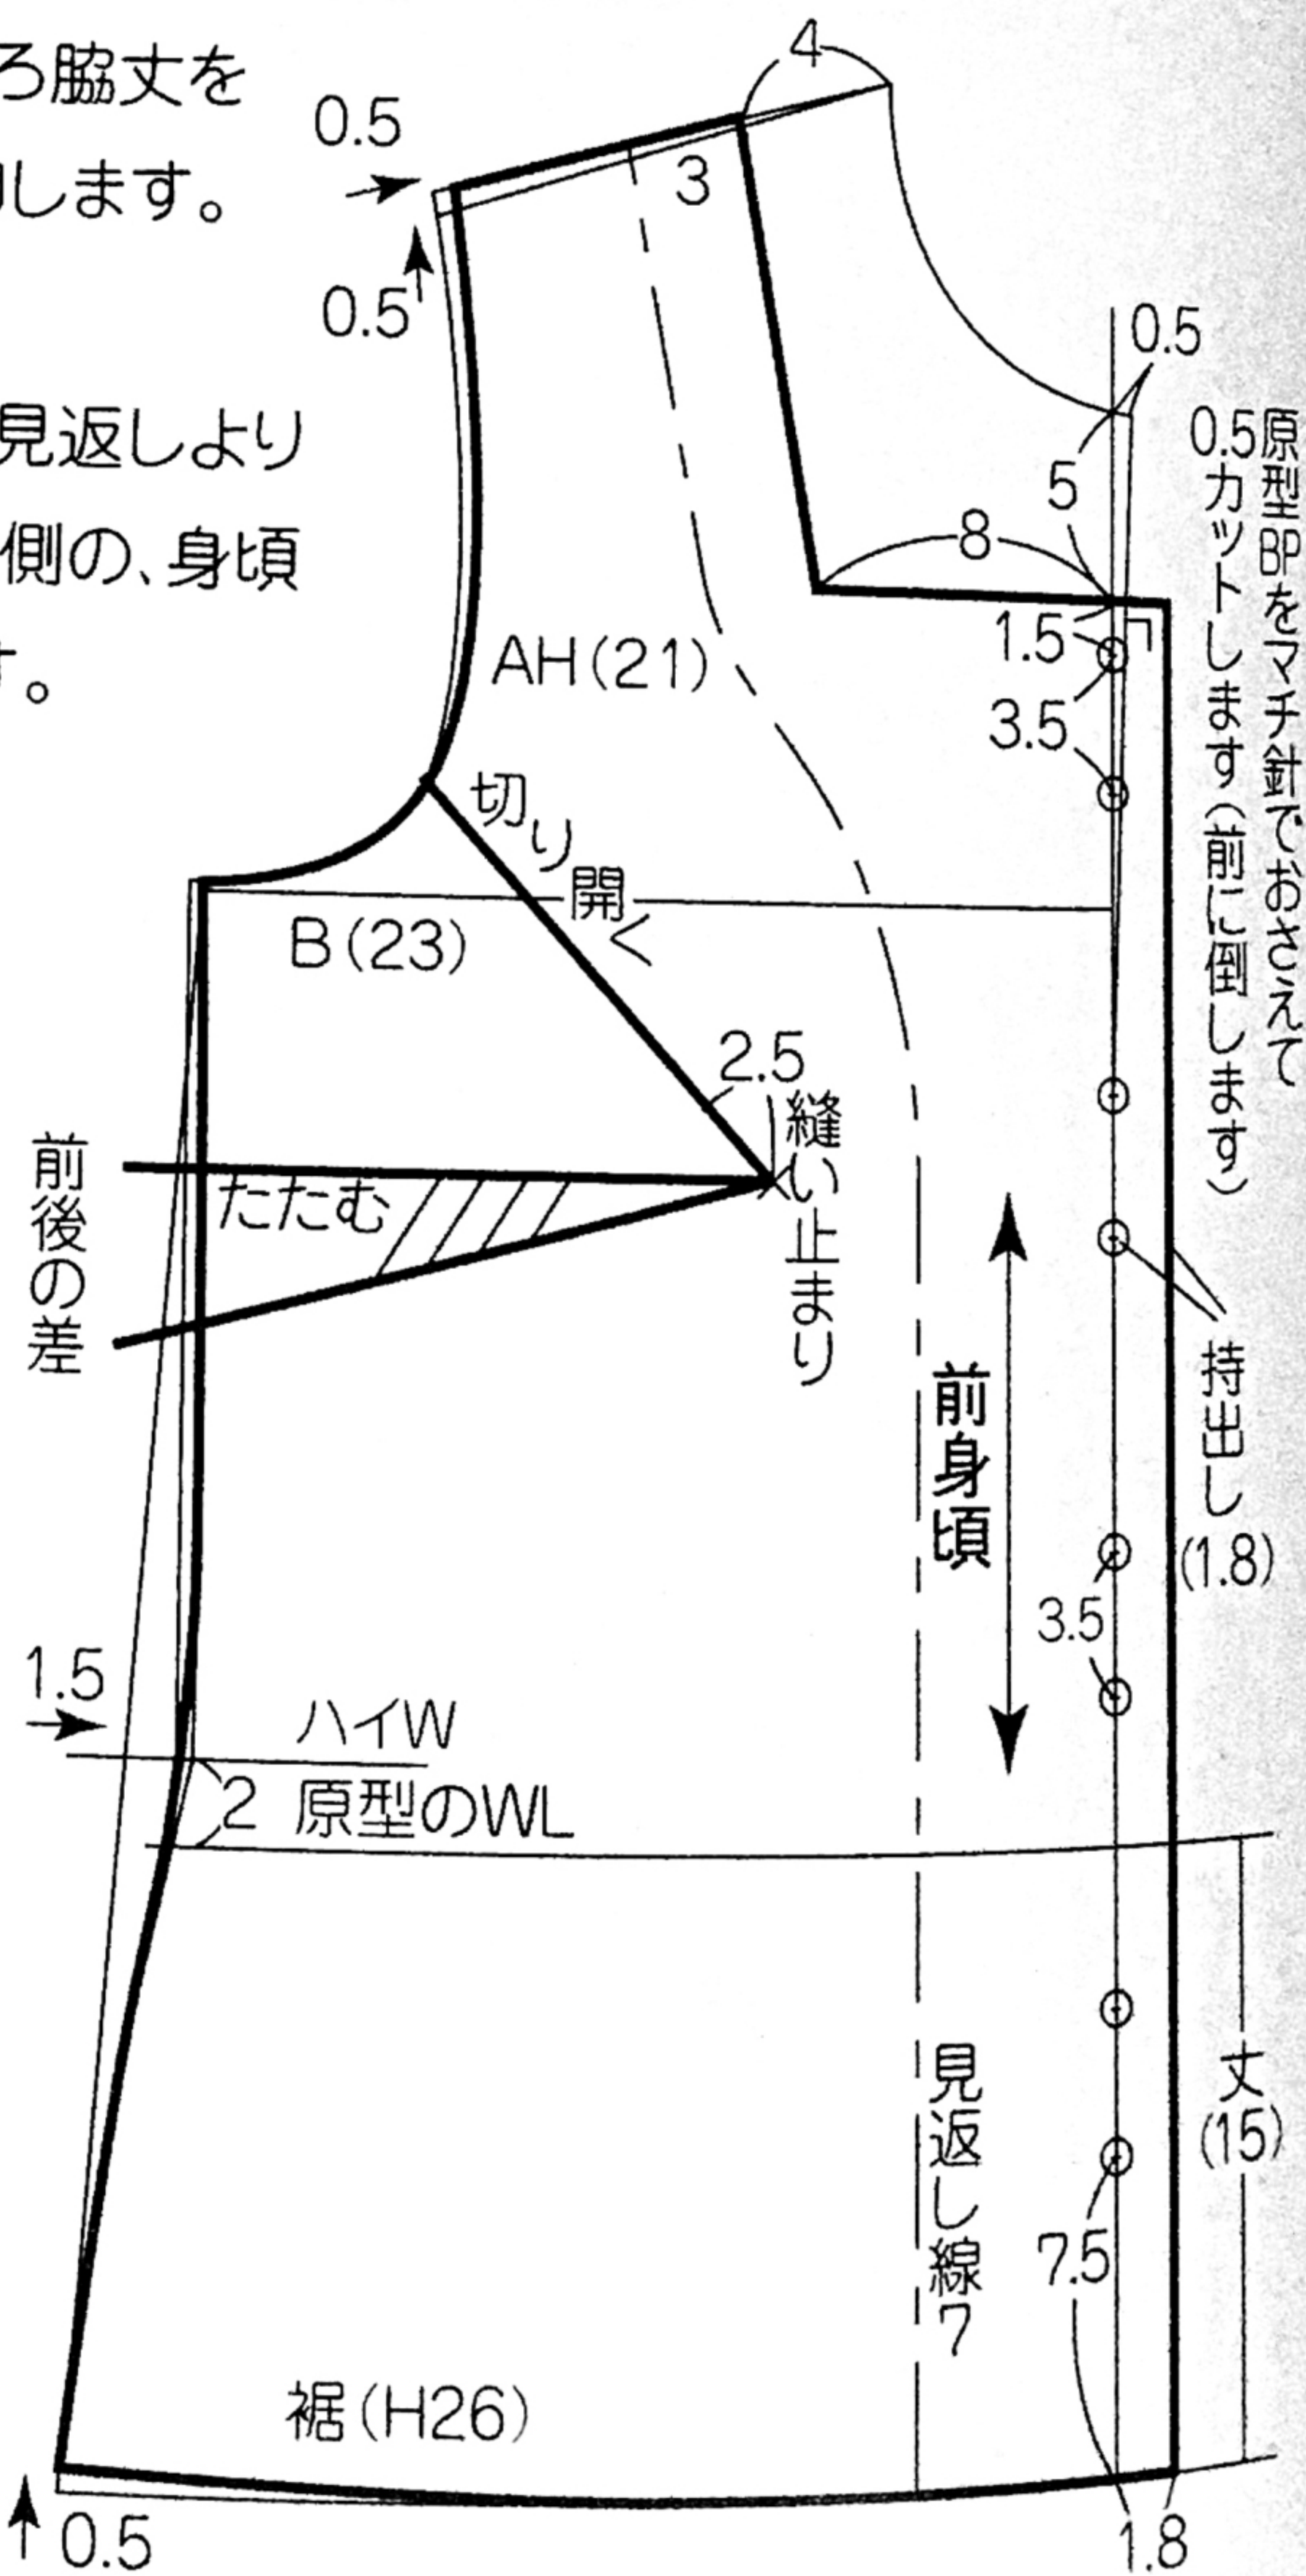 ろ脇丈を
します。
見返しより
側の、身頃
す。
4
0.5
3
0.5
0.5
原型BPをマチ針でおさえて
0.5カットします(前に倒します)
5
8
1.5
3.5
AH(21)
切り開く
B(23)
2.5
縫い止まり
たたむ
前後の差
前身頃
持出し
(1.8)
3.5
1.5
ハイW
2
原型のWL
丈
(15)
見返し線7
7.5
裾(H26)
0.5
1.8